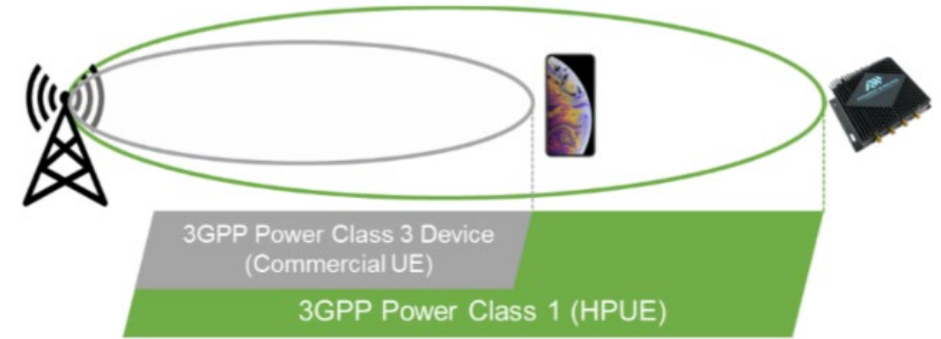 3GPP Power Class 3 Device
(Commercial UE)
3GPP Power Class 1 (HPUE)